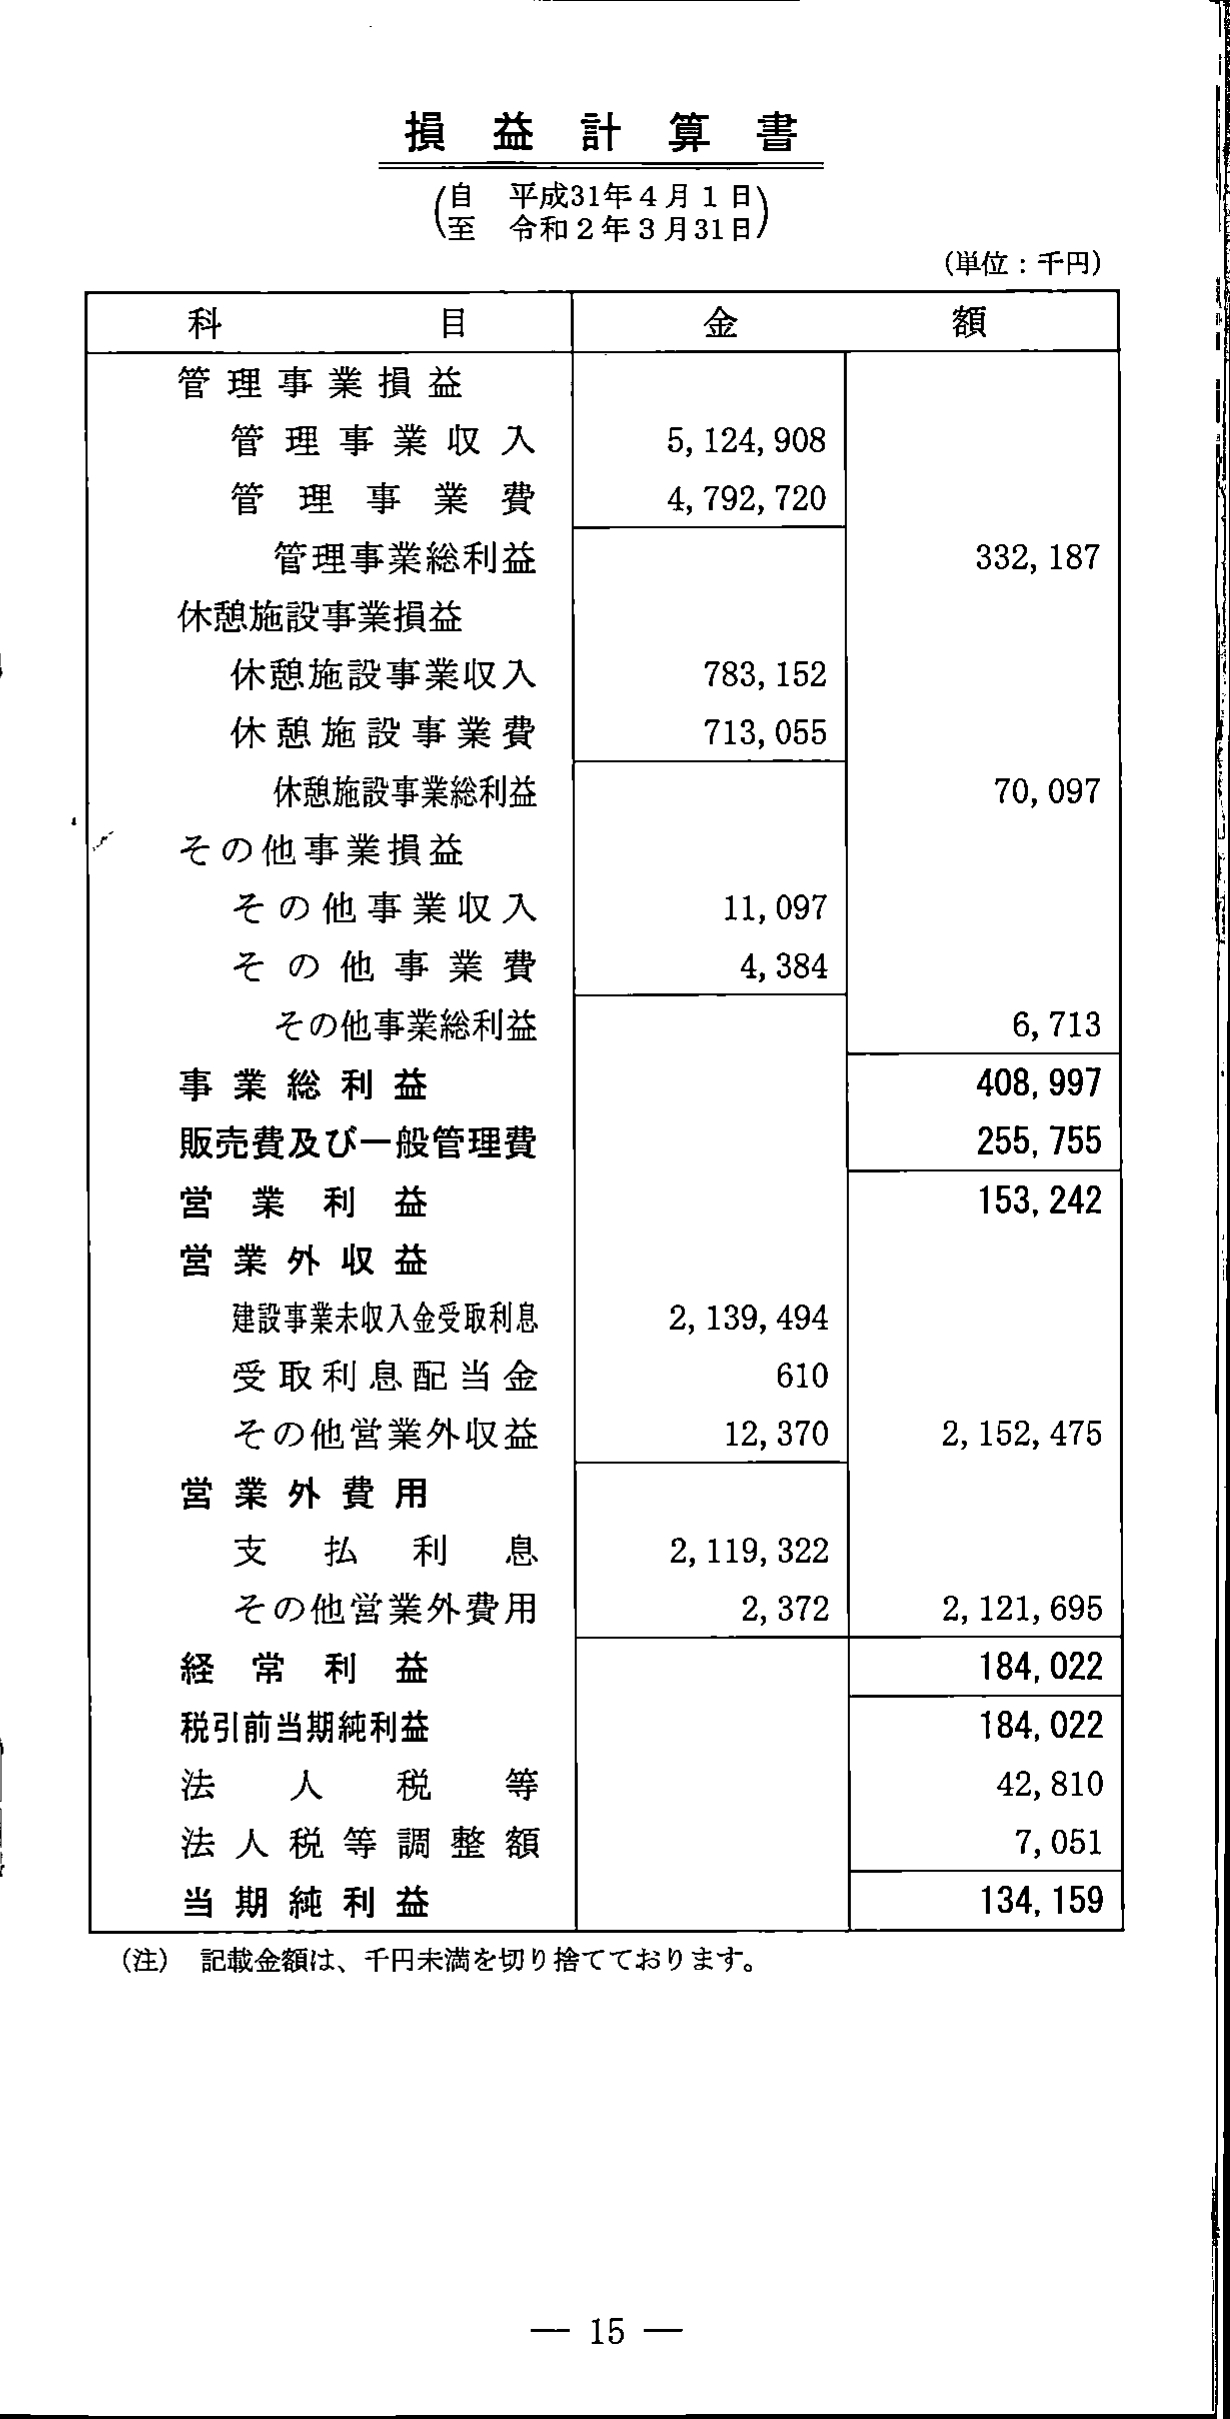 損益計算書
(自 平成31年4月1日
至 令和2年3月31日)
(単位：千円)
科目 金額
管理事業損益
管理事業収入 5,124,908
管理事業費 4,792,720
管理事業総利益 332,187
休憩施設事業損益
休憩施設事業収入 783,152
休憩施設事業費 713,055
休憩施設事業総利益 70,097
その他事業損益
その他事業収入 11,097
その他事業費 4,384
その他事業総利益 6,713
事業総利益 408,997
販売費及び一般管理費 255,755
営業利益 153,242
営業外収益
建設事業未収入金受取利息 2,139,494
受取利息配当金 610
その他営業外収益 12,370 2,152,475
営業外費用
支払利息 2,119,322
その他営業外費用 2,372 2,121,695
経常利益 184,022
税引前当期純利益 184,022
法人税等 42,810
法人税等調整額 7,051
当期純利益 134,159
(注) 記載金額は、千円未満を切り捨てております。
— 15 —